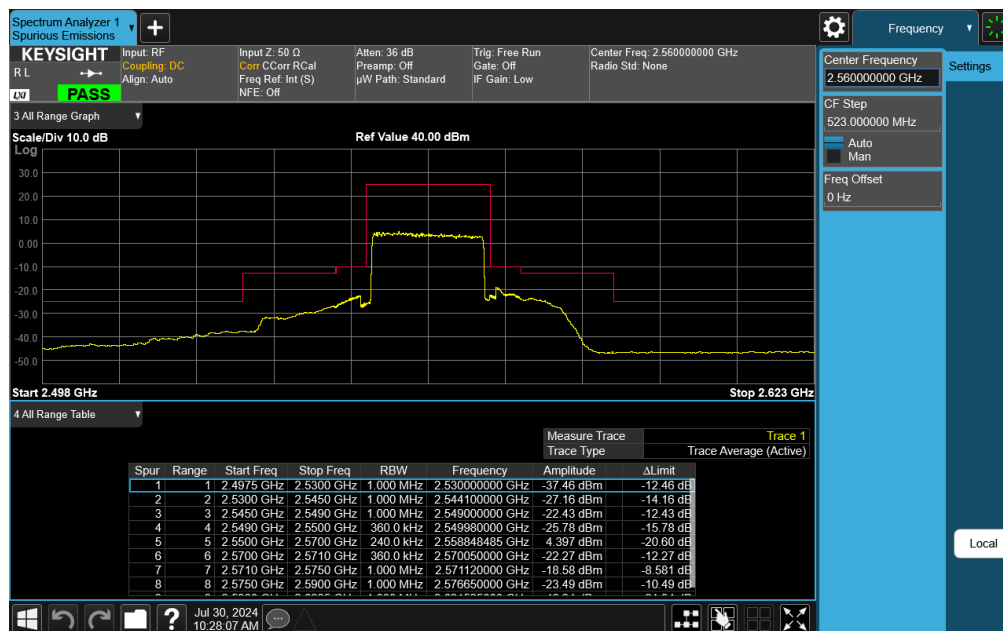 Spectrum Analyzer 1
Spurious Emissions
Frequency
KEYSIGHT
R L
LXI
PASS
Input: RF
Coupling: DC
Align: Auto
Input Z: 50 Ω
Corr CCorr RCal
Freq Ref: Int (S)
NFE: Off
Atten: 36 dB
Preamp: Off
µW Path: Standard
Trig: Free Run
Gate: Off
IF Gain: Low
Center Freq: 2.560000000 GHz
Radio Std: None
Center Frequency
2.560000000 GHz
Settings
CF Step
523.000000 MHz
Auto
Man
Freq Offset
0 Hz
3 All Range Graph
Scale/Div 10.0 dB
Ref Value 40.00 dBm
Log
30.0
20.0
10.0
0.00
-10.0
-20.0
-30.0
-40.0
-50.0
Start 2.498 GHz
Stop 2.623 GHz
4 All Range Table
Measure Trace Trace 1
Trace Type Trace Average (Active)
Spur Range Start Freq Stop Freq RBW Frequency Amplitude ΔLimit
1 1 2.4975 GHz 2.5300 GHz 1.000 MHz 2.530000000 GHz -37.46 dBm -12.46 dB
2 2 2.5300 GHz 2.5450 GHz 1.000 MHz 2.544100000 GHz -27.16 dBm -14.16 dB
3 3 2.5450 GHz 2.5490 GHz 1.000 MHz 2.549000000 GHz -22.43 dBm -12.43 dB
4 4 2.5490 GHz 2.5500 GHz 360.0 kHz 2.549980000 GHz -25.78 dBm -15.78 dB
5 5 2.5500 GHz 2.5700 GHz 240.0 kHz 2.558848485 GHz 4.397 dBm -20.60 dB
6 6 2.5700 GHz 2.5710 GHz 360.0 kHz 2.570050000 GHz -22.27 dBm -12.27 dB
7 7 2.5710 GHz 2.5750 GHz 1.000 MHz 2.571120000 GHz -18.58 dBm -8.581 dB
8 8 2.5750 GHz 2.5900 GHz 1.000 MHz 2.576650000 GHz -23.49 dBm -10.49 dB
Local
Jul 30, 2024
10:28:07 AM